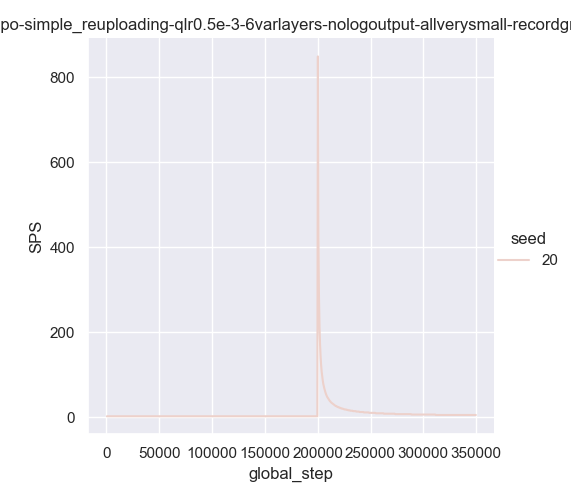 po-simple_reuploading-qlr0.5e-3-6varlayers-nologoutput-allverysmall-recordgr
800
600
400
200
0
SPS
seed
20
0 50000 100000 150000 200000 250000 300000 350000
global_step